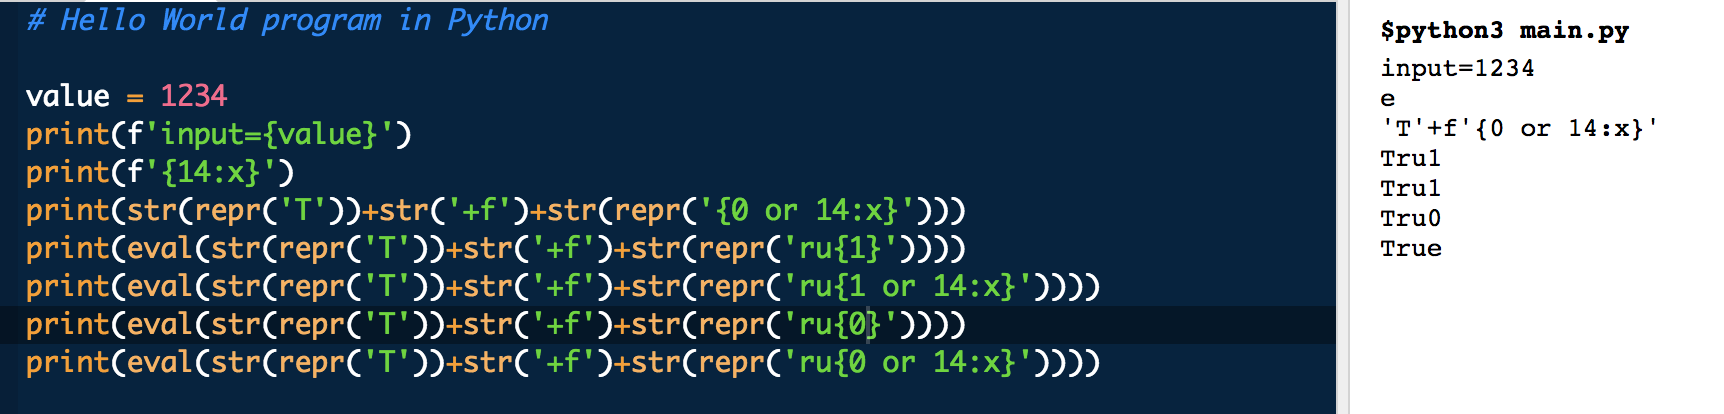 # Hello World program in Python
value = 1234
print(f'input={value}')
print(f'{14:x}')
print(str(repr('T'))+str('+f')+str(repr('{0 or 14:x}')))
print(eval(str(repr('T'))+str('+f')+str(repr('ru{1}'))))
print(eval(str(repr('T'))+str('+f')+str(repr('ru{1 or 14:x}'))))
print(eval(str(repr('T'))+str('+f')+str(repr('ru{0}'))))
print(eval(str(repr('T'))+str('+f')+str(repr('ru{0 or 14:x}'))))
$python3 main.py
input=1234
e
'T'+f'{0 or 14:x}'
Tru1
Tru1
Tru0
True